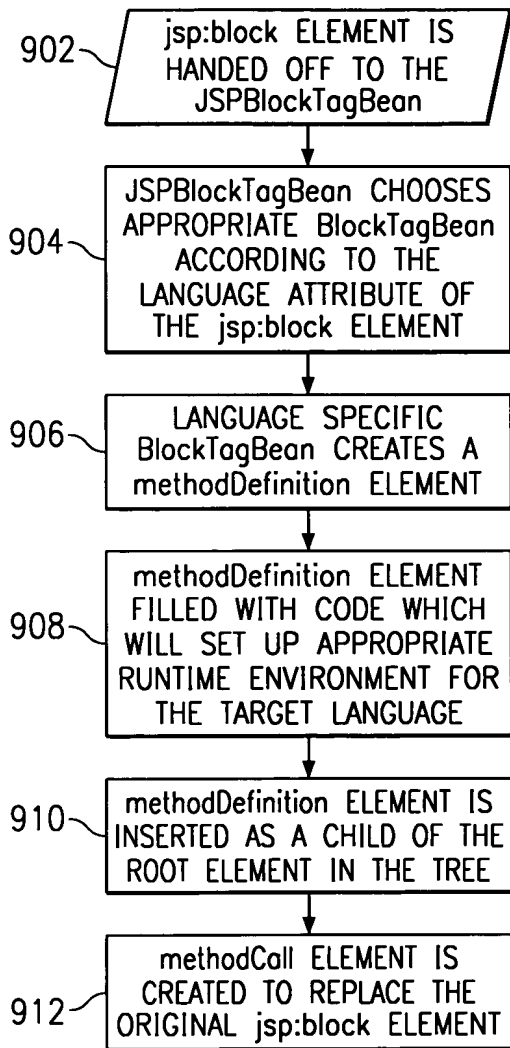 902
jsp:block ELEMENT IS
HANDED OFF TO THE
JSPBlockTagBean
904
JSPBlockTagBean CHOOSES
APPROPRIATE BlockTagBean
ACCORDING TO THE
LANGUAGE ATTRIBUTE OF
THE jsp:block ELEMENT
906
LANGUAGE SPECIFIC
BlockTagBean CREATES A
methodDefinition ELEMENT
908
methodDefinition ELEMENT
FILLED WITH CODE WHICH
WILL SET UP APPROPRIATE
RUNTIME ENVIRONMENT FOR
THE TARGET LANGUAGE
910
methodDefinition ELEMENT IS
INSERTED AS A CHILD OF THE
ROOT ELEMENT IN THE TREE
912
methodCall ELEMENT IS
CREATED TO REPLACE THE
ORIGINAL jsp:block ELEMENT